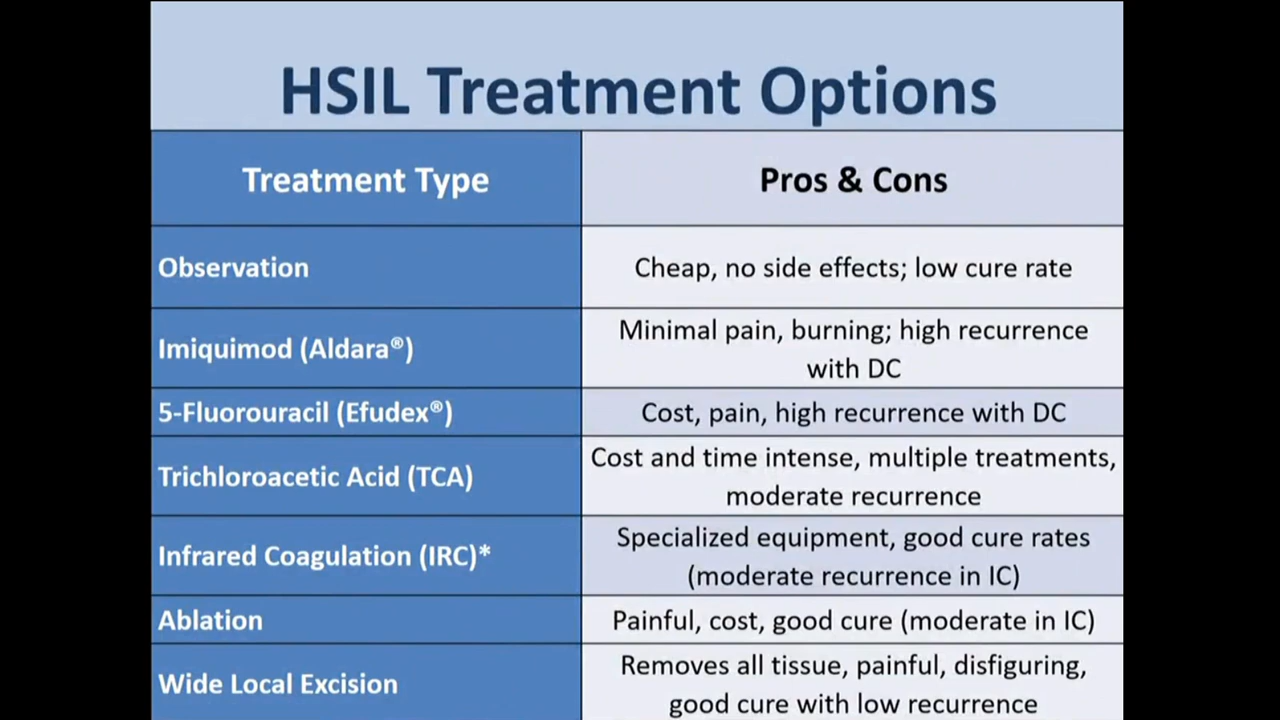 HSIL Treatment Options
Treatment Type
Pros & Cons
Observation
Cheap, no side effects; low cure rate
Imiquimod (Aldara®)
Minimal pain, burning; high recurrence
with DC
5-Fluorouracil (Efudex®)
Cost, pain, high recurrence with DC
Trichloroacetic Acid (TCA)
Cost and time intense, multiple treatments,
moderate recurrence
Infrared Coagulation (IRC)*
Specialized equipment, good cure rates
(moderate recurrence in IC)
Ablation
Painful, cost, good cure (moderate in IC)
Wide Local Excision
Removes all tissue, painful, disfiguring,
good cure with low recurrence